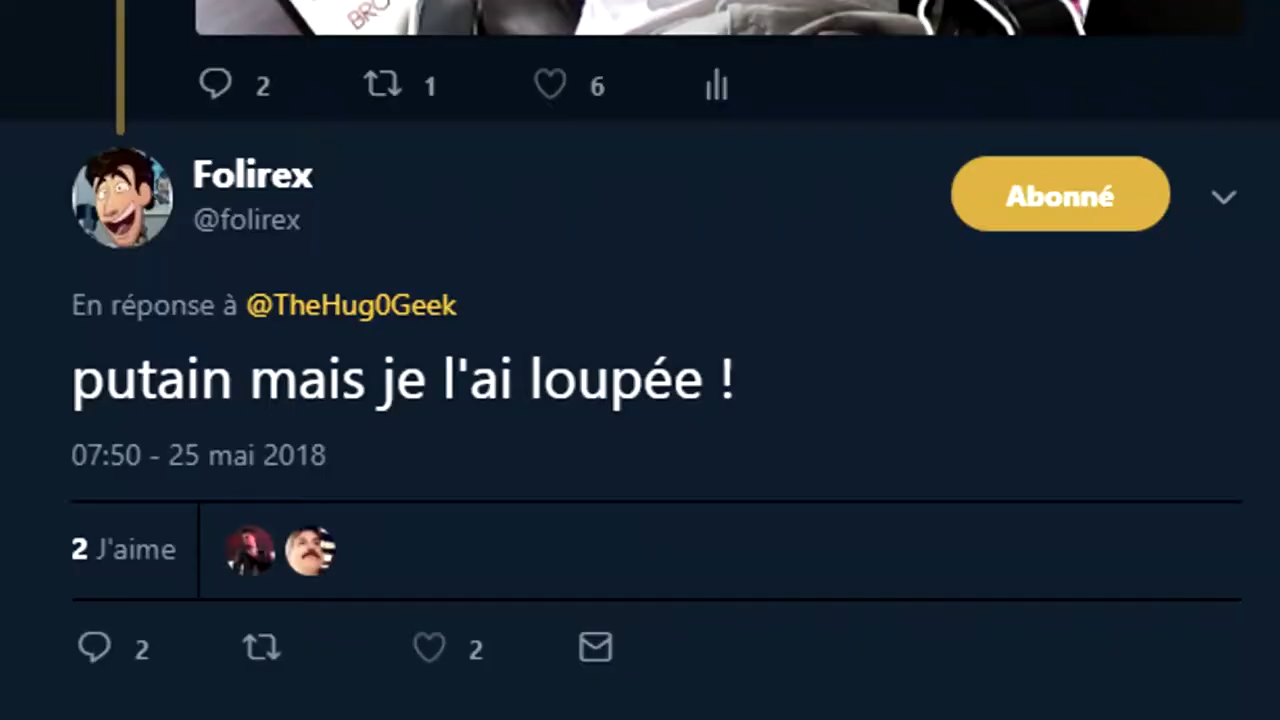 BRO
2 1 6
Folirex
@folirex
Abonné
En réponse à @TheHug0Geek
putain mais je l'ai loupée !
07:50 - 25 mai 2018
2 J'aime
2 2